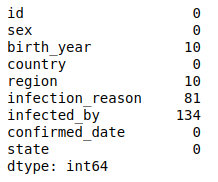 id 0
sex 0
birth_year 10
country 0
region 10
infection_reason 81
infected_by 134
confirmed_date 0
state 0
dtype: int64